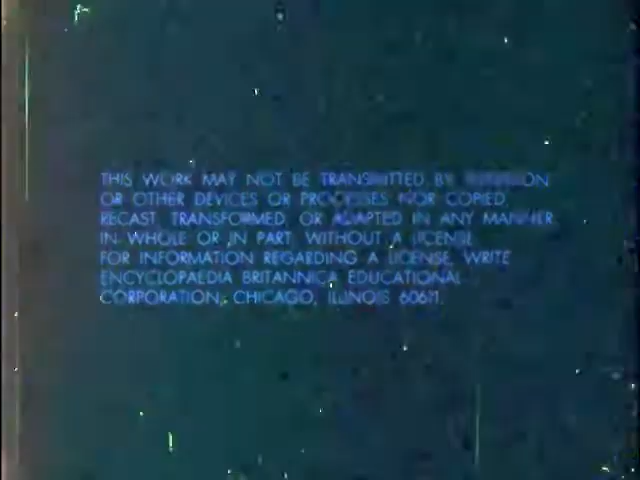 THIS WORK MAY NOT BE TRANSMITTED BY TELEVISION
OR OTHER DEVICES OR PROCESSES NOR COPIED,
RECAST, TRANSFORMED, OR ADAPTED IN ANY MANNER,
IN WHOLE OR IN PART, WITHOUT A LICENSE.
FOR INFORMATION REGARDING A LICENSE, WRITE
ENCYCLOPAEDIA BRITANNICA EDUCATIONAL
CORPORATION, CHICAGO, ILLINOIS 60611.